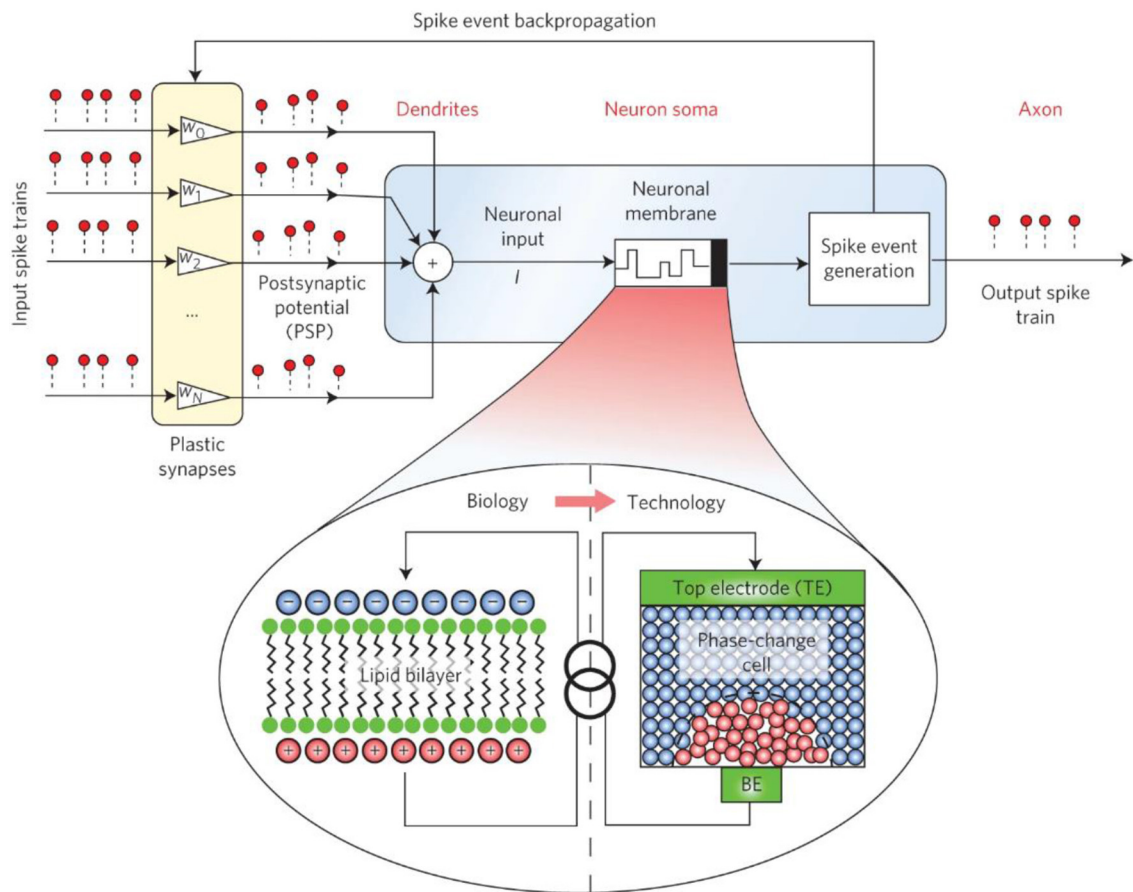 Spike event backpropagation
Dendrites
Neuron soma
Axon
Input spike trains
w0
w1
w2
...
wN
Plastic
synapses
Postsynaptic
potential
(PSP)
+
Neuronal
input
I
Neuronal
membrane
Spike event
generation
Output spike
train
Biology
Technology
− − − − − − − − −
Lipid bilayer
+ + + + + + + + +
Top electrode (TE)
Phase-change
cell
BE